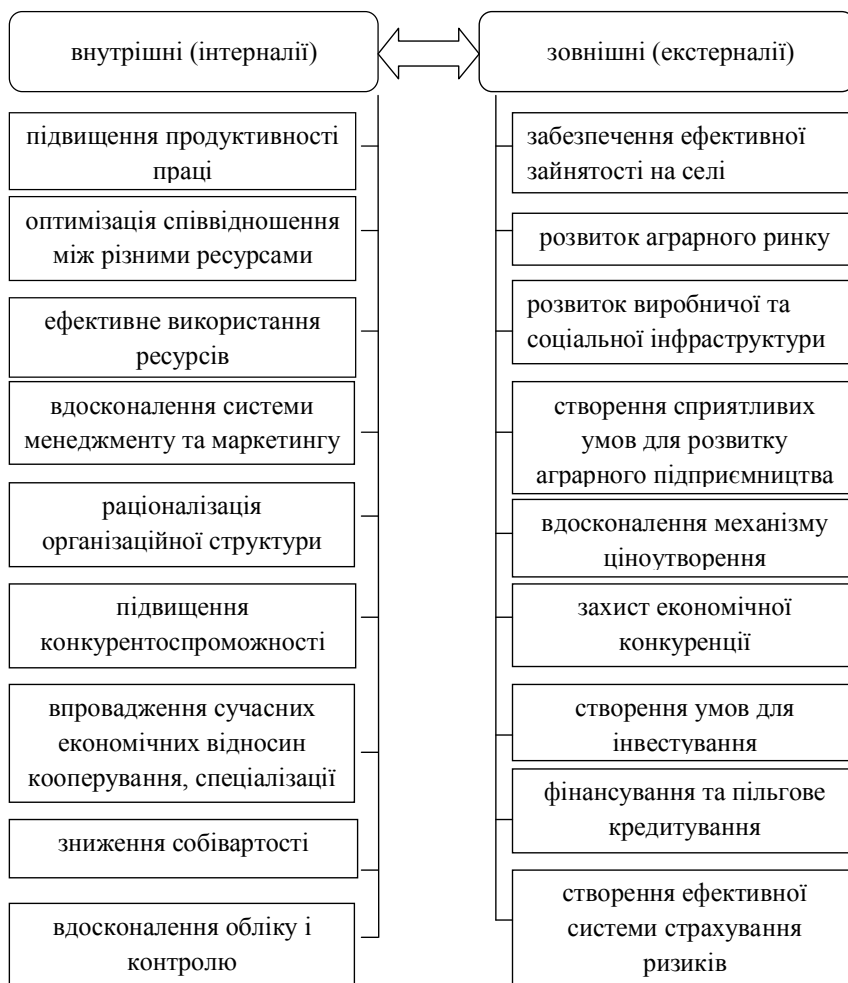 внутрішні (інтерналії)
підвищення продуктивності
праці
оптимізація співвідношення
між різними ресурсами
ефективне використання
ресурсів
вдосконалення системи
менеджменту та маркетингу
раціоналізація
організаційної структури
підвищення
конкурентоспроможності
впровадження сучасних
економічних відносин
кооперування, спеціалізації
зниження собівартості
вдосконалення обліку і
контролю
зовнішні (екстерналії)
забезпечення ефективної
зайнятості на селі
розвиток аграрного ринку
розвиток виробничої та
соціальної інфраструктури
створення сприятливих
умов для розвитку
аграрного підприємництва
вдосконалення механізму
ціноутворення
захист економічної
конкуренції
створення умов для
інвестування
фінансування та пільгове
кредитування
створення ефективної
системи страхування
ризиків